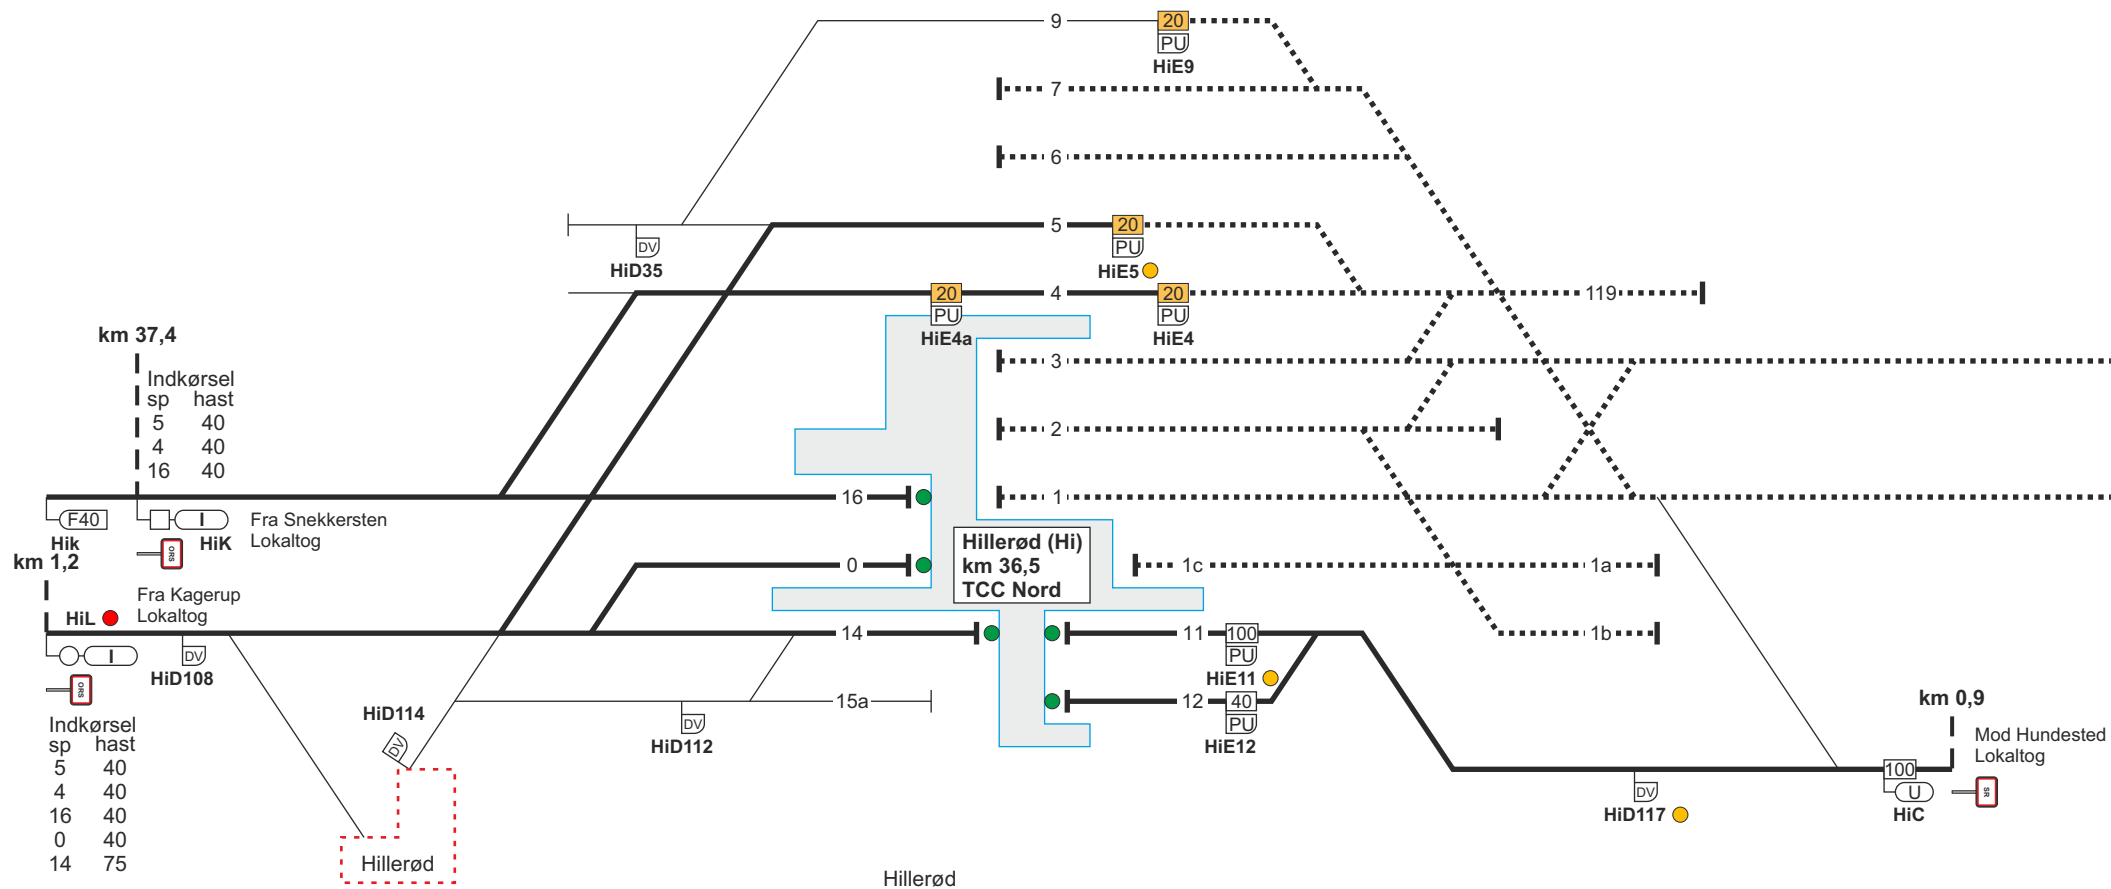 9
20
PU
HiE9
7
6
5
20
PU
HiE5
DV
HiD35
20
PU
HiE4a
4
20
PU
HiE4
119
km 37,4
Indkørsel
sp hast
5 40
4 40
16 40
3
2
1
16
F40
Hik
I
HiK
ORS
Fra Snekkersten
Lokaltog
km 1,2
HiL
Fra Kagerup
Lokaltog
0
Hillerød (Hi)
km 36,5
TCC Nord
1c
1a
1b
I
ORS
DV
HiD108
14
11
100
PU
HiE11
12
40
PU
HiE12
15a
DV
HiD112
HiD114
DV
Indkørsel
sp hast
5 40
4 40
16 40
0 40
14 75
Hillerød
km 0,9
Mod Hundested
Lokaltog
DV
HiD117
100
U
HiC
SR
Hillerød